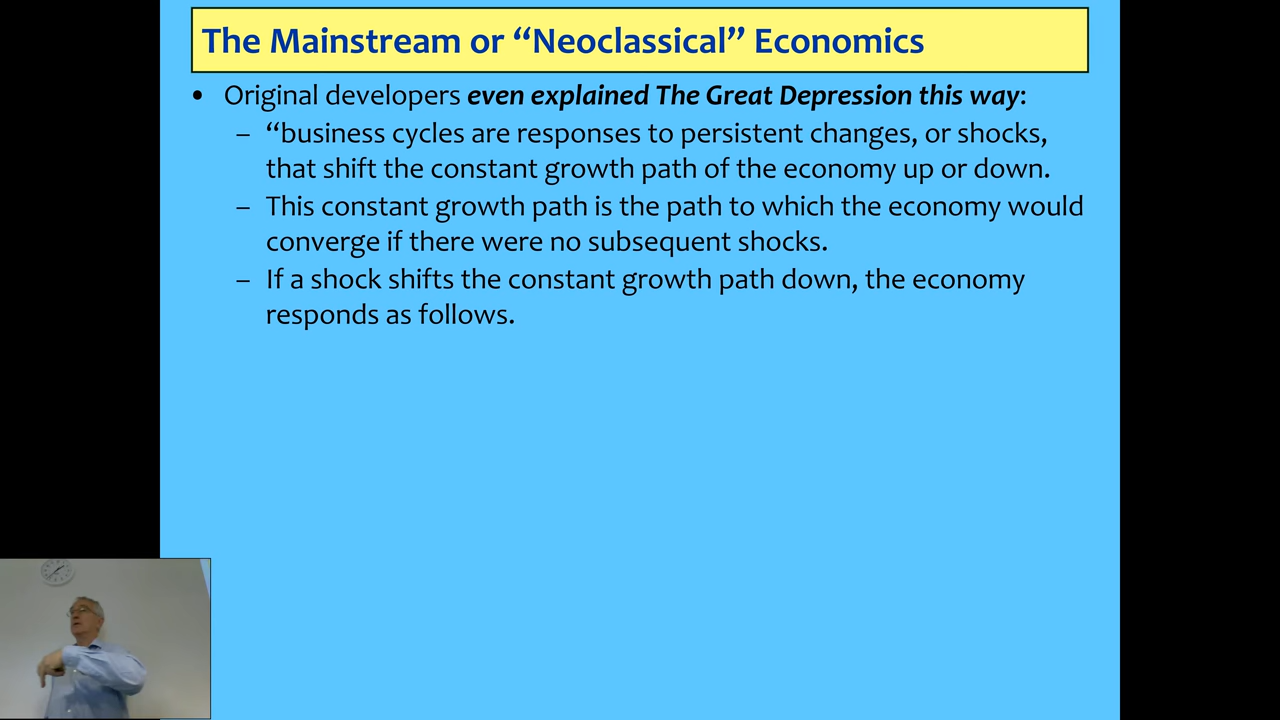 The Mainstream or “Neoclassical” Economics
• Original developers even explained The Great Depression this way:
– “business cycles are responses to persistent changes, or shocks,
that shift the constant growth path of the economy up or down.
– This constant growth path is the path to which the economy would
converge if there were no subsequent shocks.
– If a shock shifts the constant growth path down, the economy
responds as follows.